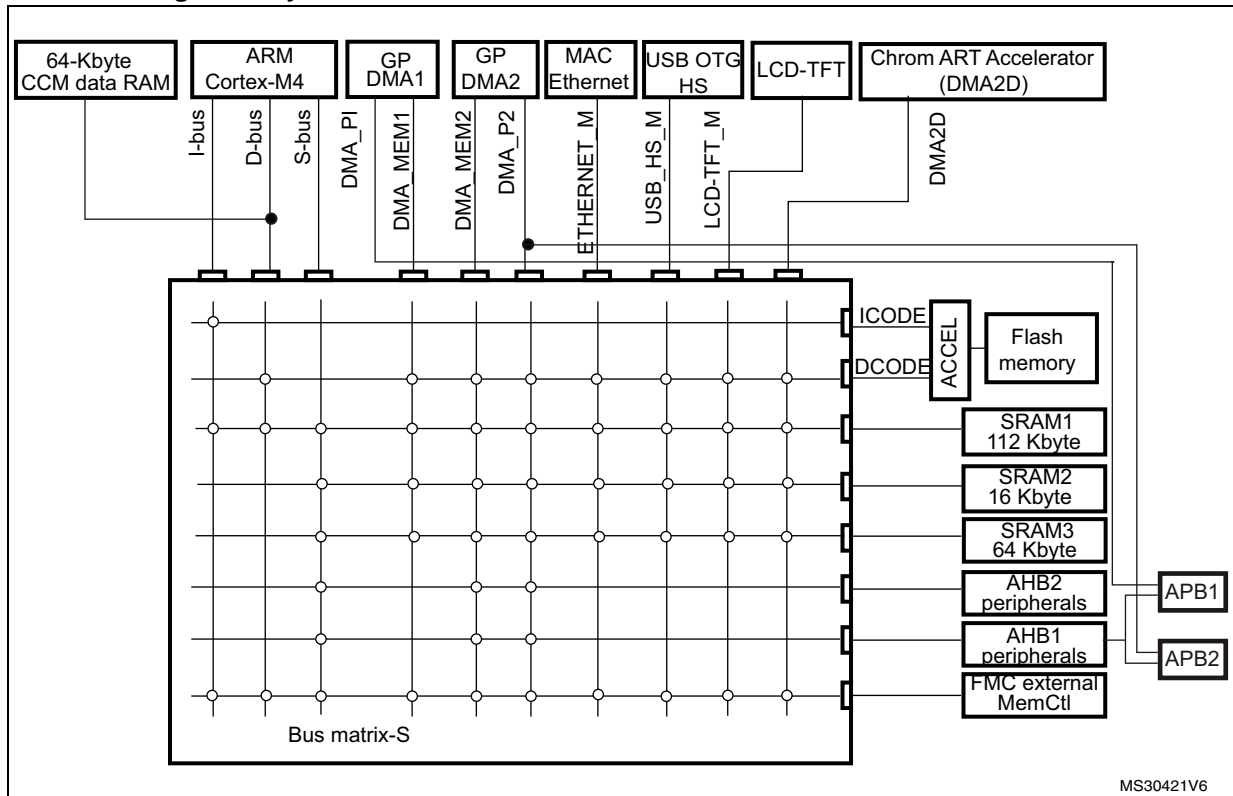 64-Kbyte
CCM data RAM
ARM
Cortex-M4
GP
DMA1
GP
DMA2
MAC
Ethernet
USB OTG
HS
LCD-TFT
Chrom ART Accelerator
(DMA2D)
I-bus
D-bus
S-bus
DMA_PI
DMA_MEM1
DMA_MEM2
DMA_P2
ETHERNET_M
USB_HS_M
LCD-TFT_M
DMA2D
ICODE
DCODE
ACCEL
Flash
memory
SRAM1
112 Kbyte
SRAM2
16 Kbyte
SRAM3
64 Kbyte
AHB2
peripherals
AHB1
peripherals
FMC external
MemCtl
APB1
APB2
Bus matrix-S
MS30421V6